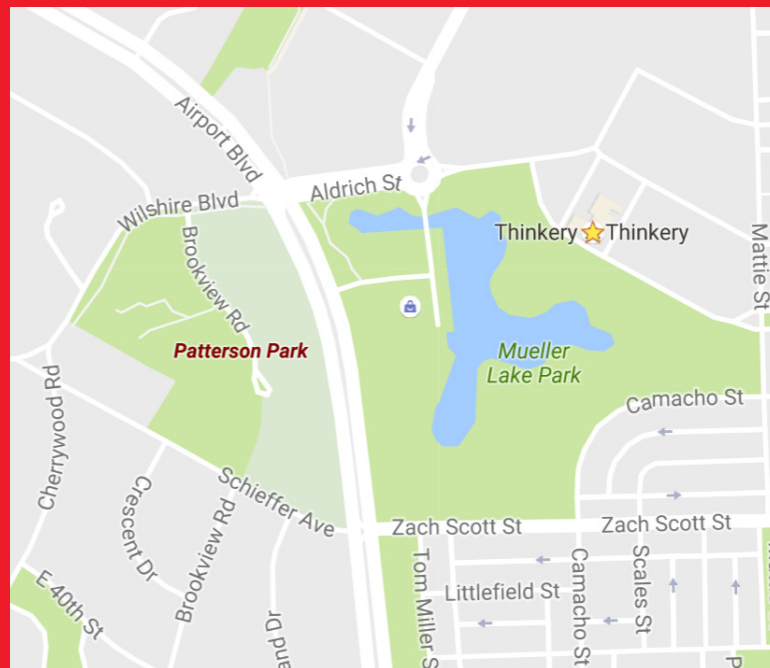 Airport Blvd
Aldrich St
Wilshire Blvd
Brookview Rd
Thinkery Thinkery
Mattie St
Patterson Park
Mueller
Lake Park
Cherrywood Rd
Camacho St
Schieffer Ave
Crescent Dr
Brookview Rd
Zach Scott St
Zach Scott St
E 40th St
Littlefield St
Camacho St
Scales St
Tom Miller S
and Dr
P